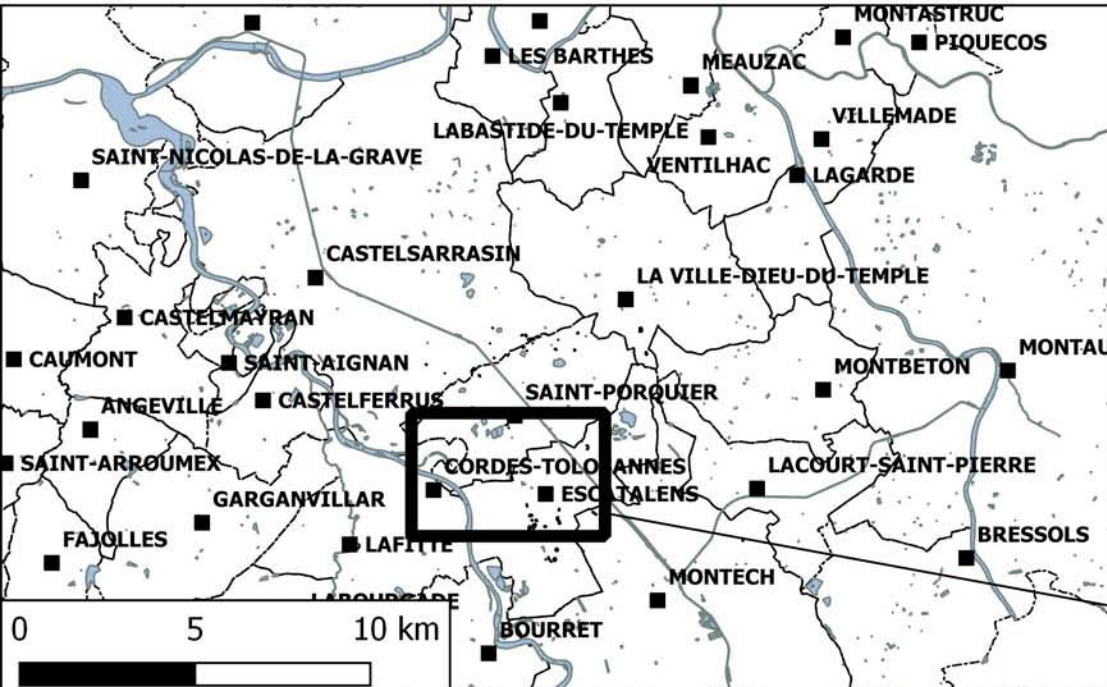 MONTASTRUC
PIQUECOS
LES BARTHES
MEAUZAC
VILLEMADE
LABASTIDE-DU-TEMPLE
SAINT-NICOLAS-DE-LA-GRAVE
VENTILHAC
LAGARDE
CASTELSARRASIN
LA VILLE-DIEU-DU-TEMPLE
CASTELMAYRAN
MONTAU
CAUMONT
SAINT-AIGNAN
MONTBETON
SAINT-PORQUIER
CASTELFERRUS
ANGEVILLE
SAINT-ARROUMEX
CORDES-TOLOSANNES
LACOURT-SAINT-PIERRE
GARGANVILLAR
ESCATALENS
BRESSOLS
FAJOLLES
LAFITTE
MONTECH
LABOURGADE
BOURRET
0 5 10 km